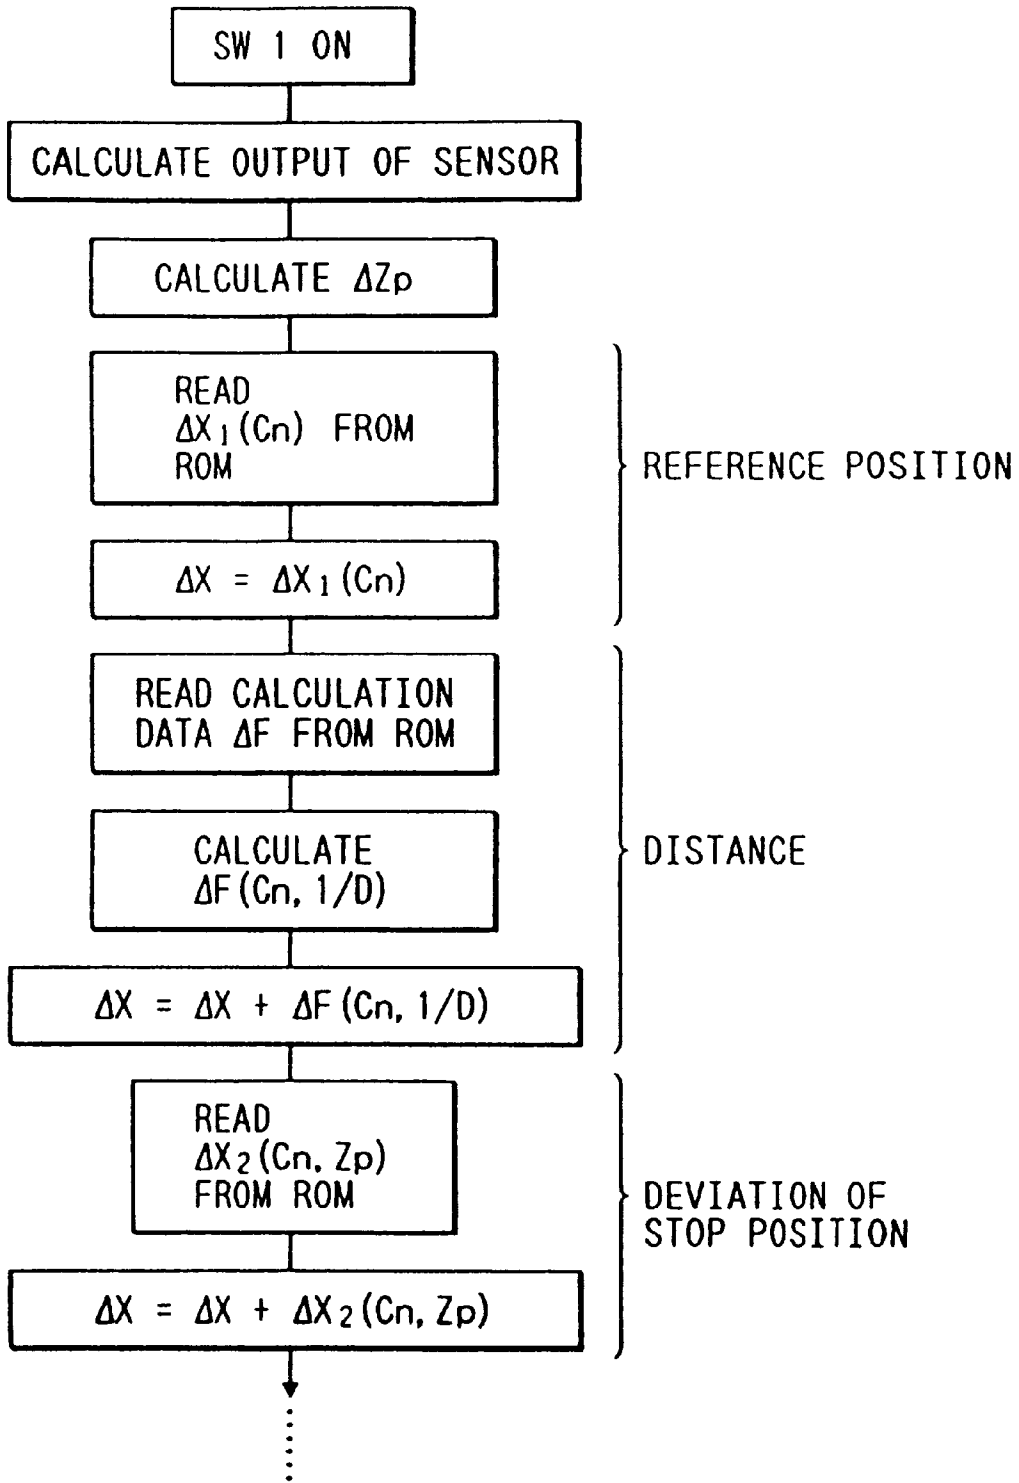 SW 1 ON
CALCULATE OUTPUT OF SENSOR
CALCULATE ΔZp
READ
ΔX₁(Cn) FROM
ROM
REFERENCE POSITION
ΔX = ΔX₁(Cn)
READ CALCULATION
DATA ΔF FROM ROM
CALCULATE
ΔF(Cn, 1/D)
DISTANCE
ΔX = ΔX + ΔF(Cn, 1/D)
READ
ΔX₂(Cn, Zp)
FROM ROM
DEVIATION OF
STOP POSITION
ΔX = ΔX + ΔX₂(Cn, Zp)